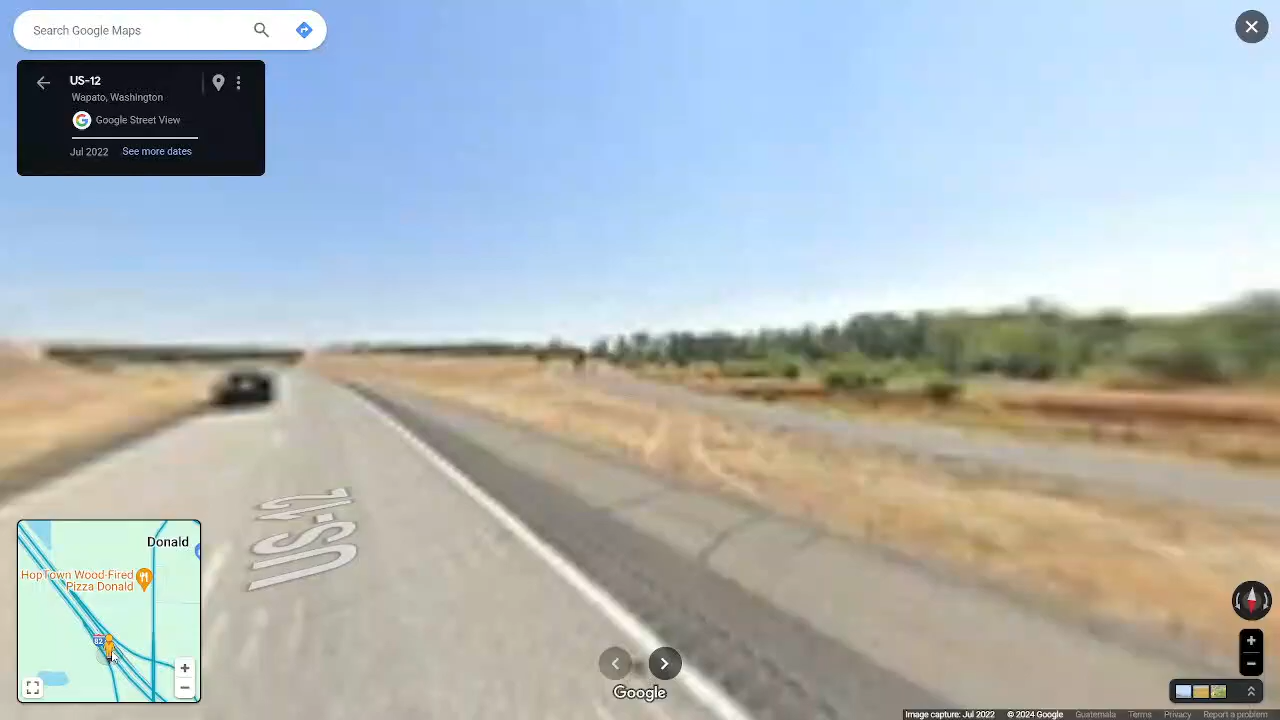 Search Google Maps
US-12
Wapato, Washington
Google Street View
Jul 2022 See more dates
US-12
Donald
HopTown Wood-Fired
Pizza Donald
82
Google
Image capture: Jul 2022 © 2024 Google Guatemala Terms Privacy Report a problem